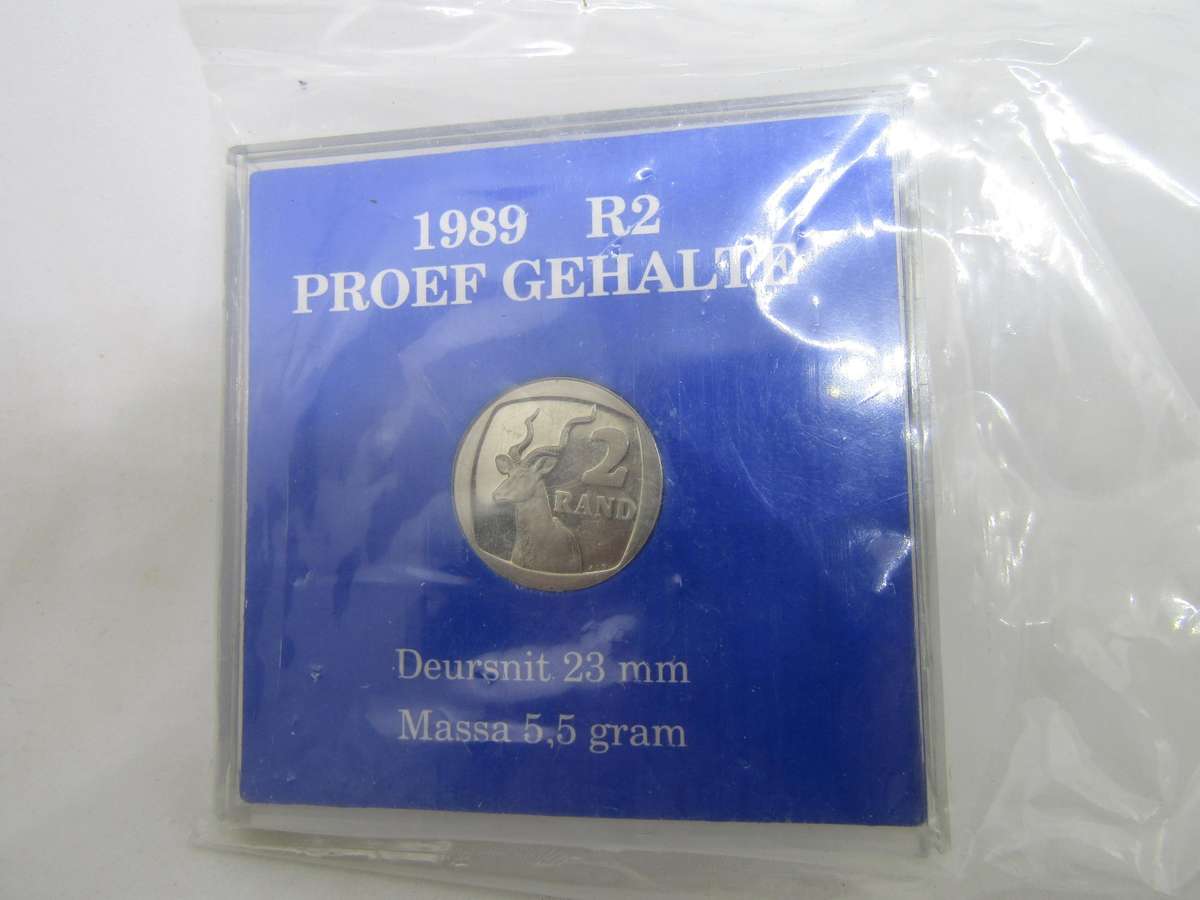 1989 R2
PROEF GEHALTE
2
RAND
Deursnit 23 mm
Massa 5,5 gram